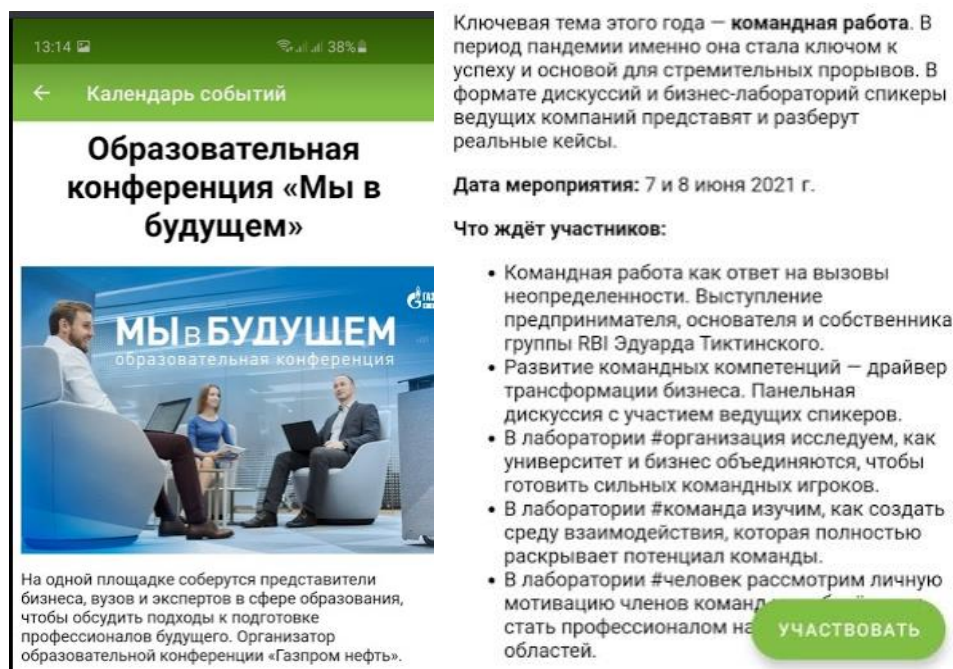 13:14
38%
Календарь событий
Образовательная
конференция «Мы в
будущем»
МЫ в БУДУЩЕМ
образовательная конференция
На одной площадке соберутся представители
бизнеса, вузов и экспертов в сфере образования,
чтобы обсудить подходы к подготовке
профессионалов будущего. Организатор
образовательной конференции «Газпром нефть».
Ключевая тема этого года — командная работа. В
период пандемии именно она стала ключом к
успеху и основой для стремительных прорывов. В
формате дискуссий и бизнес-лабораторий спикеры
ведущих компаний представят и разберут
реальные кейсы.
Дата мероприятия: 7 и 8 июня 2021 г.
Что ждёт участников:
• Командная работа как ответ на вызовы
неопределенности. Выступление
предпринимателя, основателя и собственника
группы RBI Эдуарда Тиктинского.
• Развитие командных компетенций — драйвер
трансформации бизнеса. Панельная
дискуссия с участием ведущих спикеров.
• В лаборатории #организация исследуем, как
университет и бизнес объединяются, чтобы
готовить сильных командных игроков.
• В лаборатории #команда изучим, как создать
среду взаимодействия, которая полностью
раскрывает потенциал команды.
• В лаборатории #человек рассмотрим личную
мотивацию членов
стать профессионалом
областей.
УЧАСТВОВАТЬ